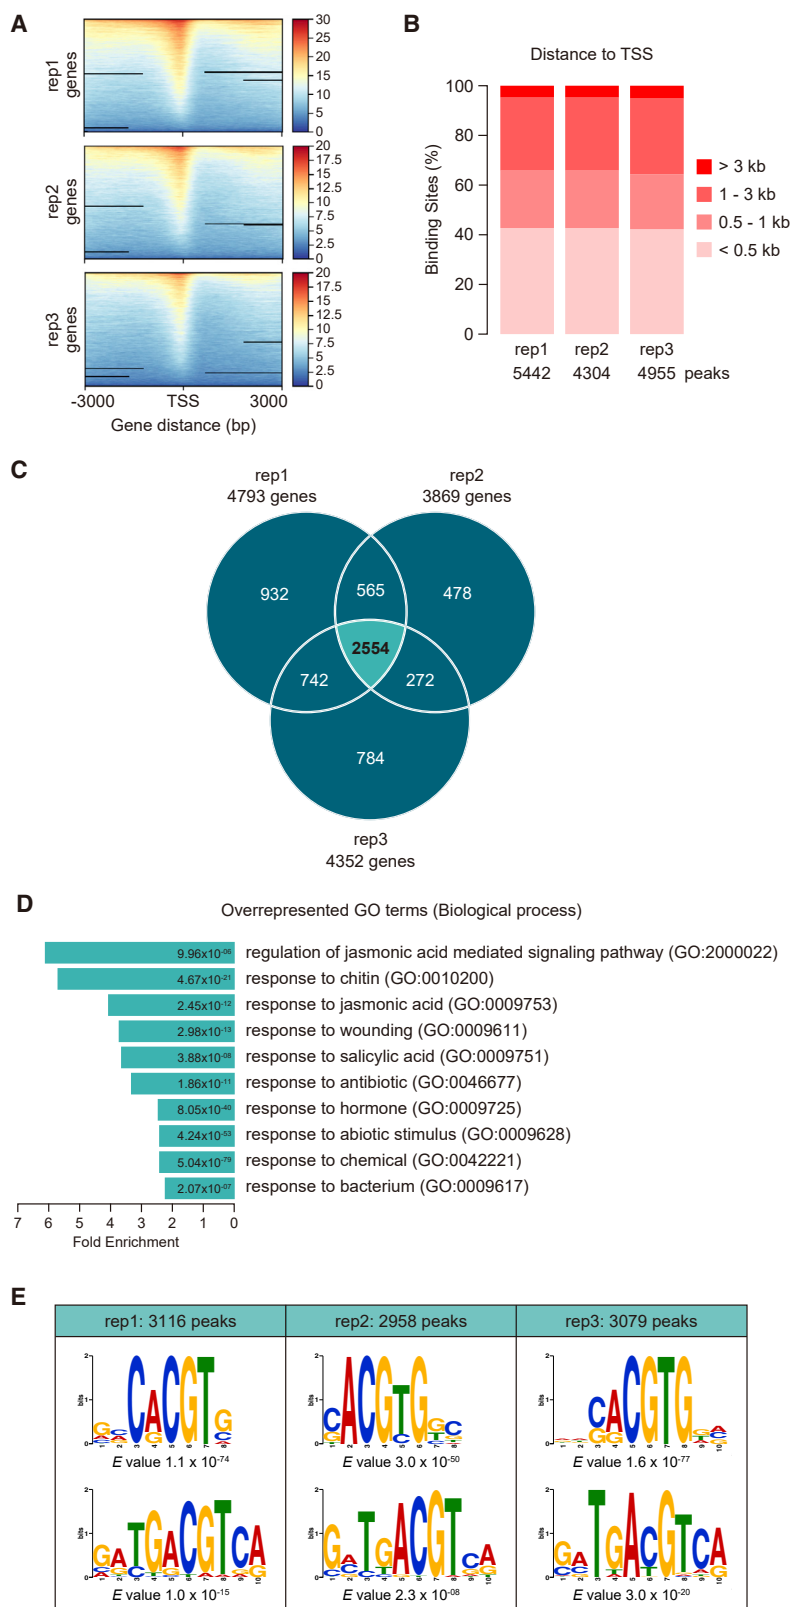 A
rep1
genes
30
25
20
15
10
5
0
rep2
genes
20
17.5
15
12.5
10
7.5
5
2.5
0
rep3
genes
20
17.5
15
12.5
10
7.5
5
2.5
0
-3000 TSS 3000
Gene distance (bp)
B
Distance to TSS
Binding Sites (%)
100
80
60
40
20
0
> 3 kb
1 - 3 kb
0.5 - 1 kb
< 0.5 kb
rep1 rep2 rep3
5442 4304 4955 peaks
C
rep1
4793 genes
rep2
3869 genes
932 565 478
2554
742 272
784
rep3
4352 genes
D
Overrepresented GO terms (Biological process)
9.96x10⁻⁰⁶ regulation of jasmonic acid mediated signaling pathway (GO:2000022)
4.67x10⁻²¹ response to chitin (GO:0010200)
2.45x10⁻¹² response to jasmonic acid (GO:0009753)
2.98x10⁻¹³ response to wounding (GO:0009611)
3.88x10⁻⁰⁸ response to salicylic acid (GO:0009751)
1.86x10⁻¹¹ response to antibiotic (GO:0046677)
8.05x10⁻⁴⁰ response to hormone (GO:0009725)
4.24x10⁻⁵³ response to abiotic stimulus (GO:0009628)
5.04x10⁻⁷⁹ response to chemical (GO:0042221)
2.07x10⁻⁰⁷ response to bacterium (GO:0009617)
7 6 5 4 3 2 1 0
Fold Enrichment
E
rep1: 3116 peaks rep2: 2958 peaks rep3: 3079 peaks
E value 1.1 x 10⁻⁷⁴ E value 3.0 x 10⁻⁵⁰ E value 1.6 x 10⁻⁷⁷
E value 1.0 x 10⁻¹⁵ E value 2.3 x 10⁻⁰⁸ E value 3.0 x 10⁻²⁰